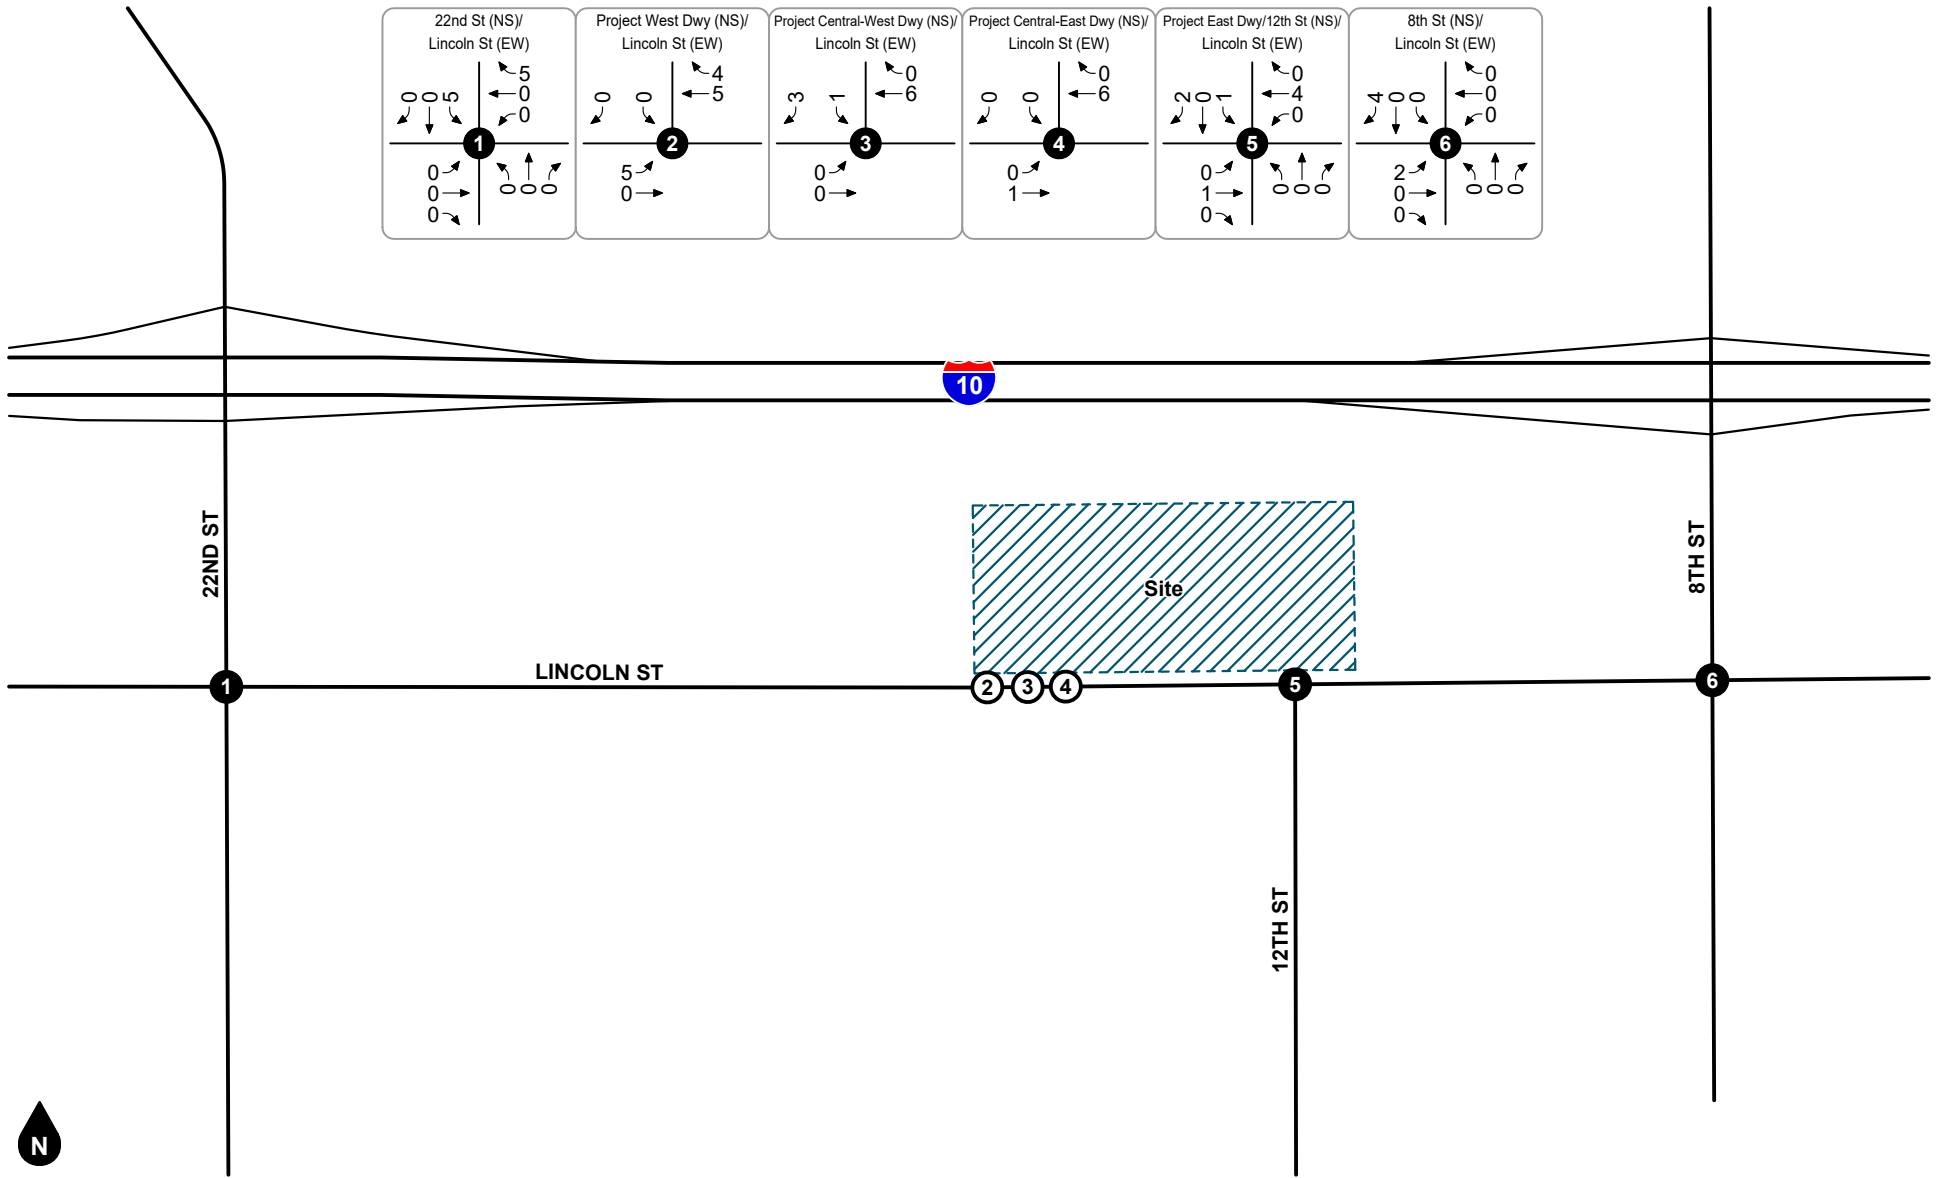 22nd St (NS)/
Lincoln St (EW)
5
0
0
0 0 5
1
0
0
0
0 0 0
Project West Dwy (NS)/
Lincoln St (EW)
4
5
0 0
2
5
0
Project Central-West Dwy (NS)/
Lincoln St (EW)
0
6
3 1
3
0
0
Project Central-East Dwy (NS)/
Lincoln St (EW)
0
6
0 0
4
0
1
Project East Dwy/12th St (NS)/
Lincoln St (EW)
0
4
0
2 0 1
5
0
1
0
0 0 0
8th St (NS)/
Lincoln St (EW)
0
0
0
4 0 0
6
2
0
0
0 0 0
10
22ND ST
8TH ST
Site
LINCOLN ST
1
2
3
4
5
6
12TH ST
N